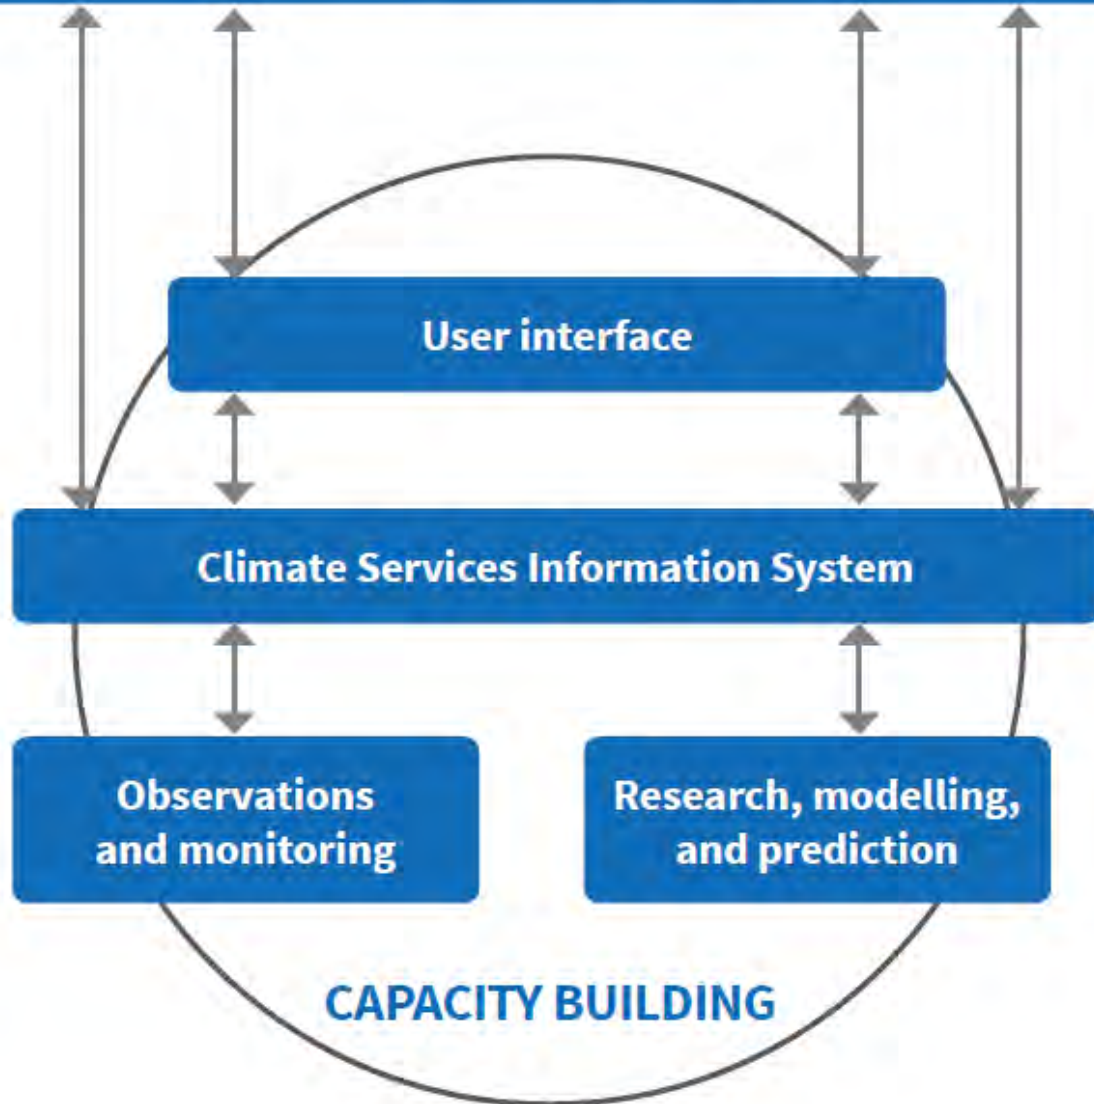 User interface
Climate Services Information System
Observations
and monitoring
Research, modelling,
and prediction
CAPACITY BUILDING